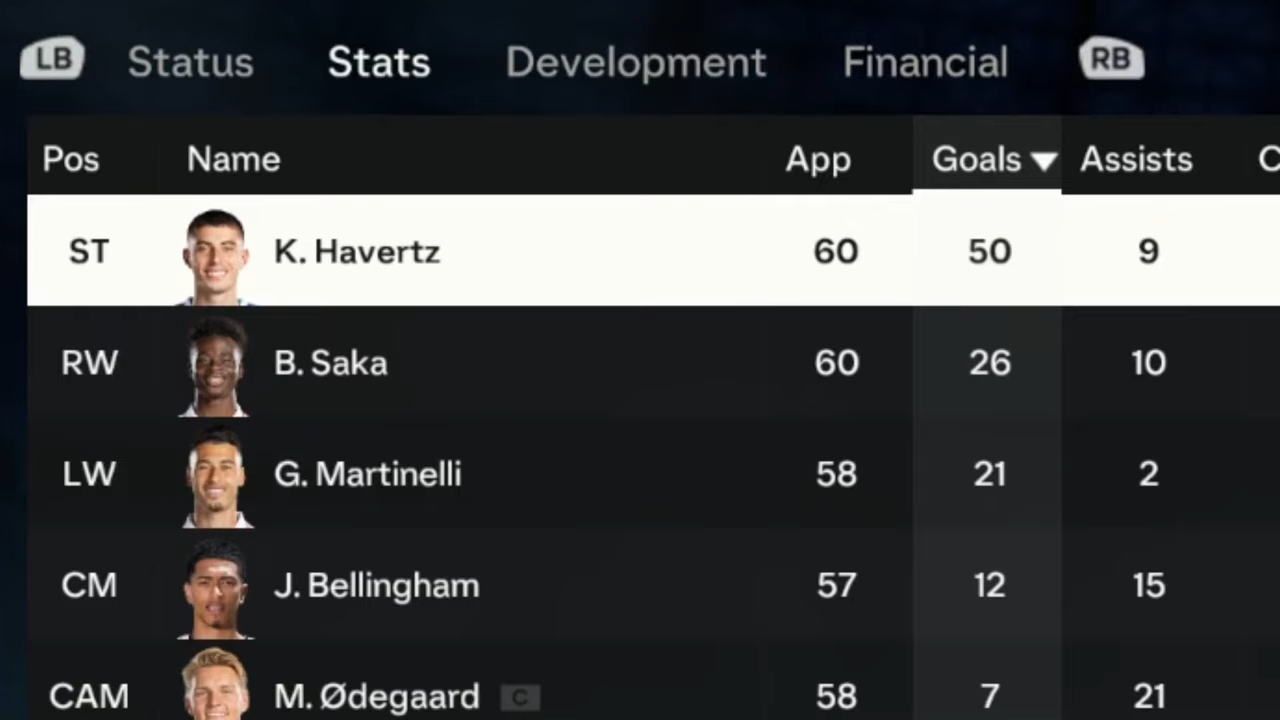 LB Status Stats Development Financial RB
Pos Name App Goals Assists C
ST K. Havertz 60 50 9
RW B. Saka 60 26 10
LW G. Martinelli 58 21 2
CM J. Bellingham 57 12 15
CAM M. Ødegaard C 58 7 21